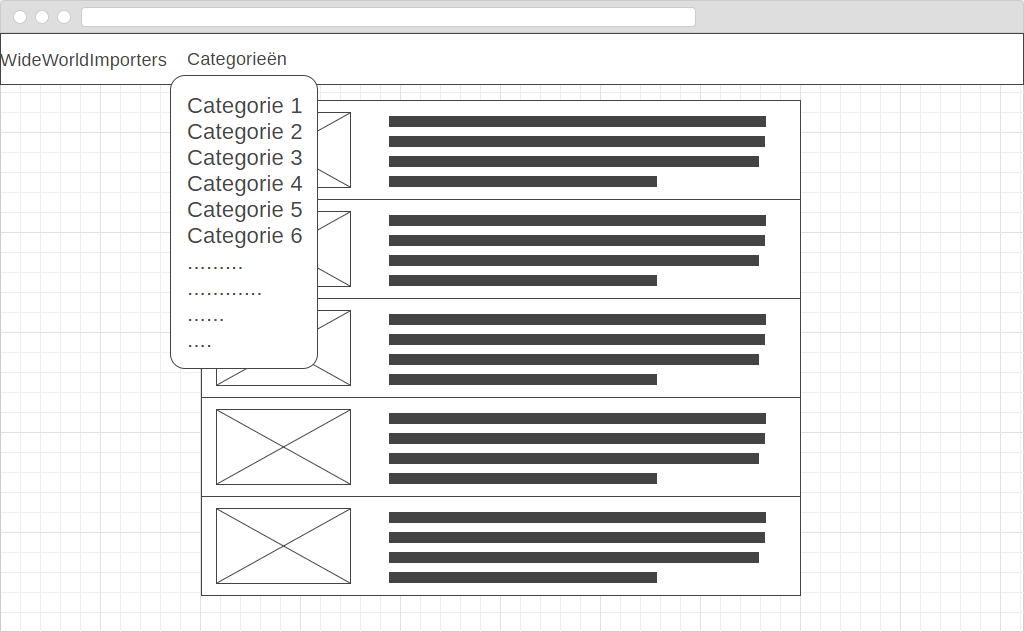 WideWorldImporters Categorieën
Categorie 1
Categorie 2
Categorie 3
Categorie 4
Categorie 5
Categorie 6
.........
............
......
....